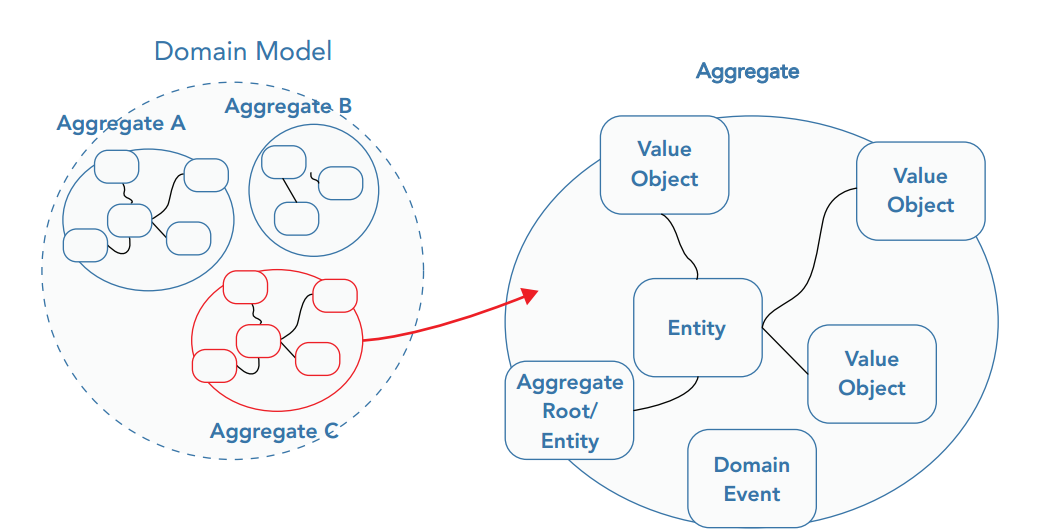 Domain Model
Aggregate A
Aggregate B
Aggregate C
Aggregate
Value
Object
Value
Object
Entity
Value
Object
Aggregate
Root/
Entity
Domain
Event